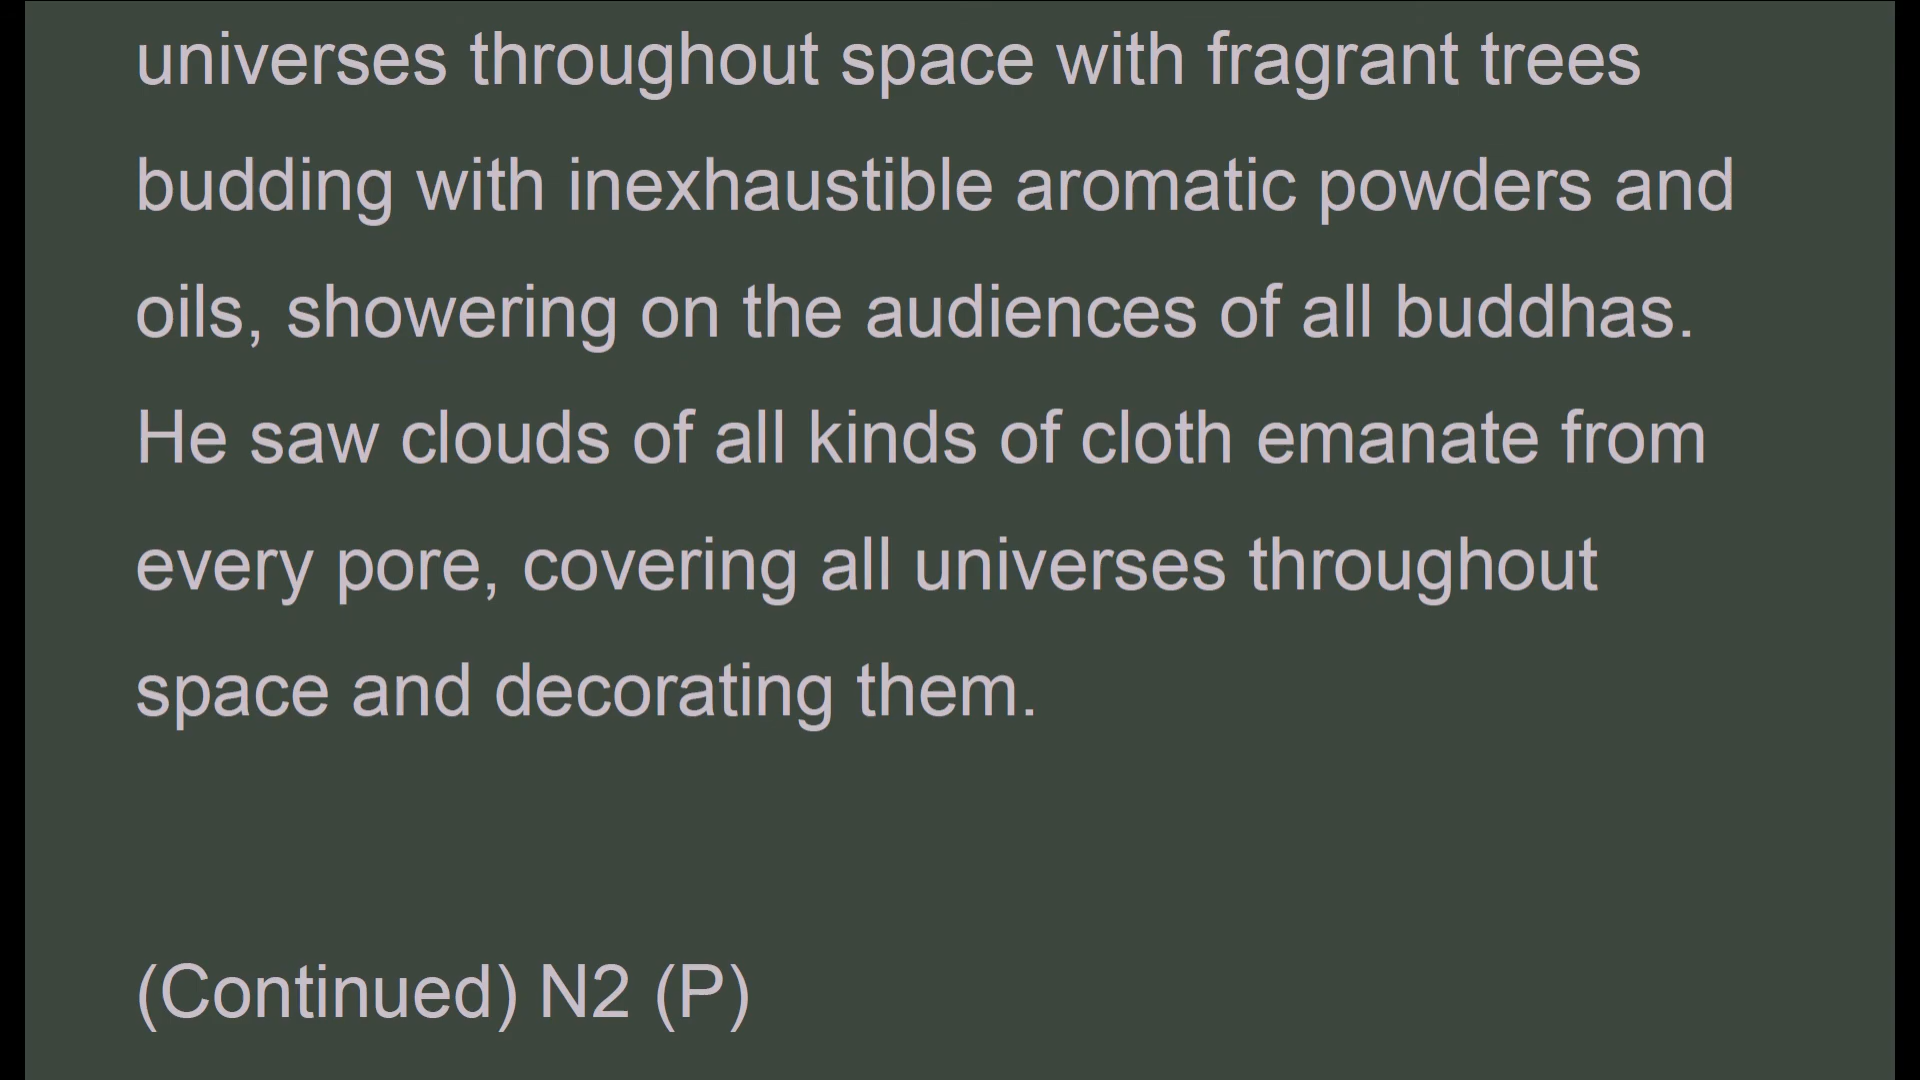 universes throughout space with fragrant trees
budding with inexhaustible aromatic powders and
oils, showering on the audiences of all buddhas.
He saw clouds of all kinds of cloth emanate from
every pore, covering all universes throughout
space and decorating them.
(Continued) N2 (P)